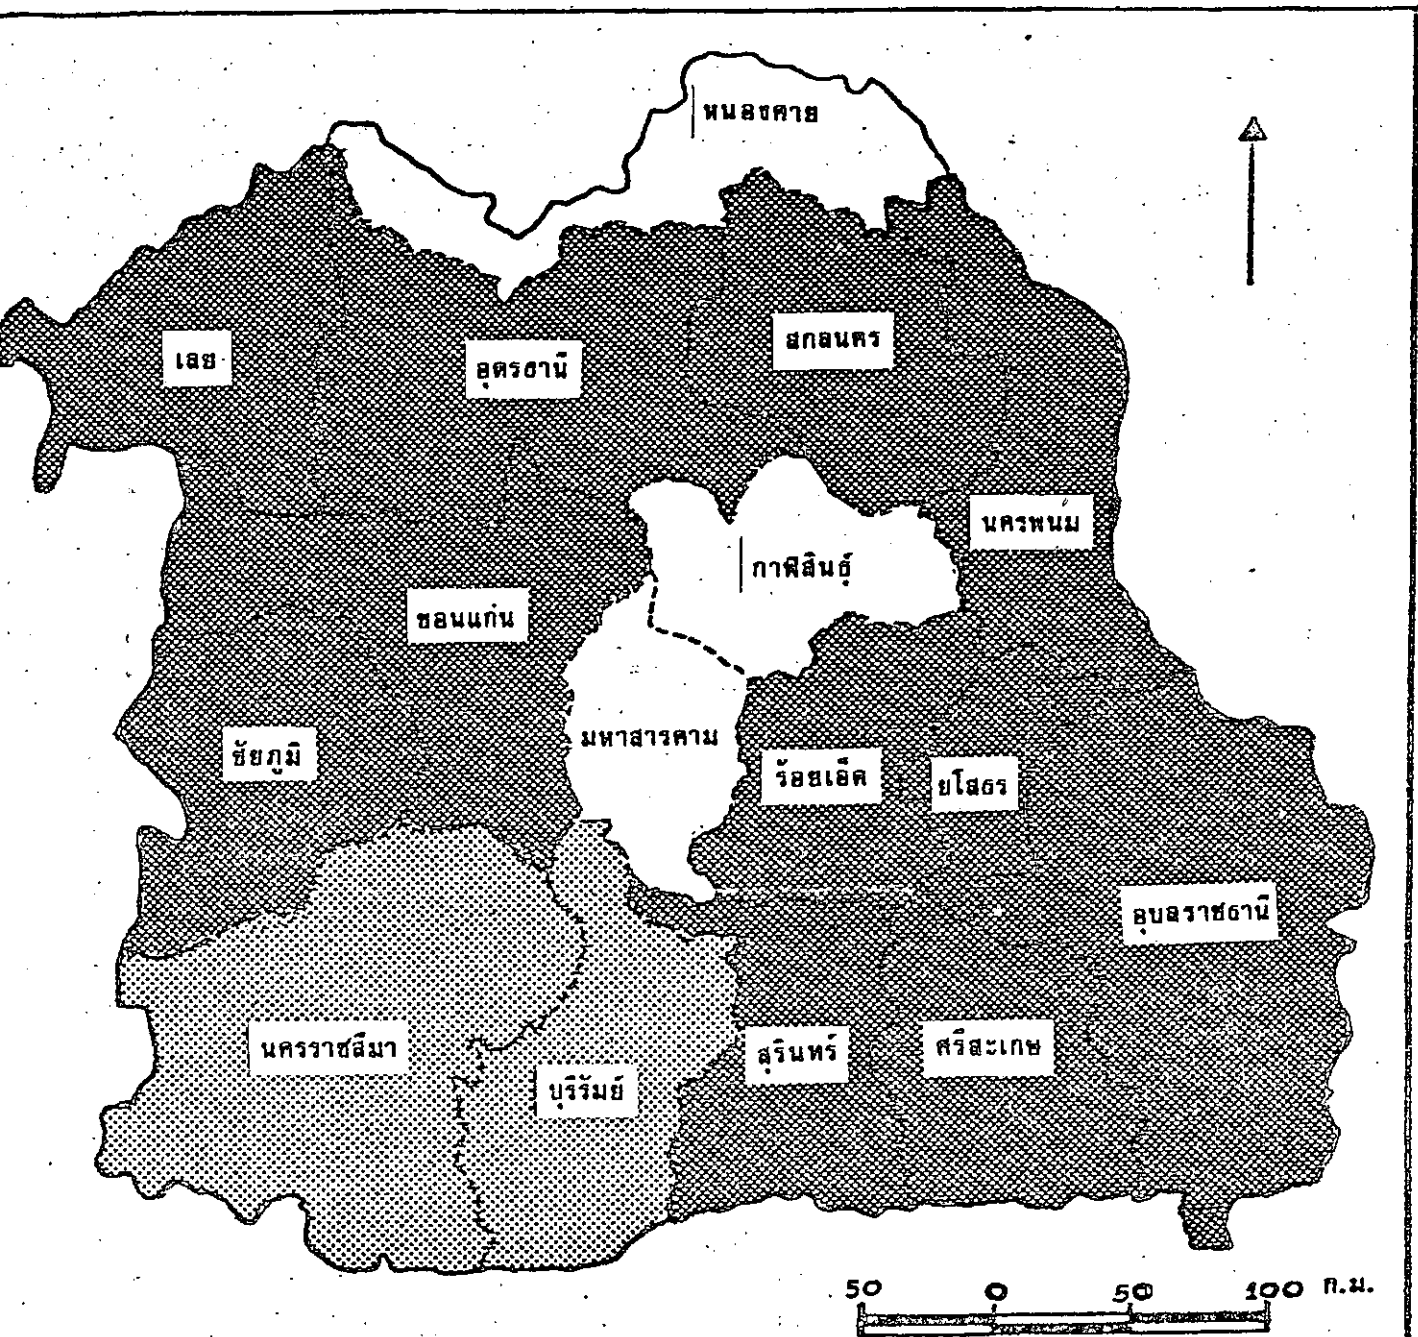 หนองคาย
เลย
อุดรธานี
สกลนคร
นครพนม
กาฬสินธุ์
ขอนแก่น
มหาสารคาม
ชัยภูมิ
ร้อยเอ็ด
ยโสธร
อุบลราชธานี
นครราชสีมา
บุรีรัมย์
สุรินทร์
ศรีสะเกษ
50 0 50 100 ก.ม.